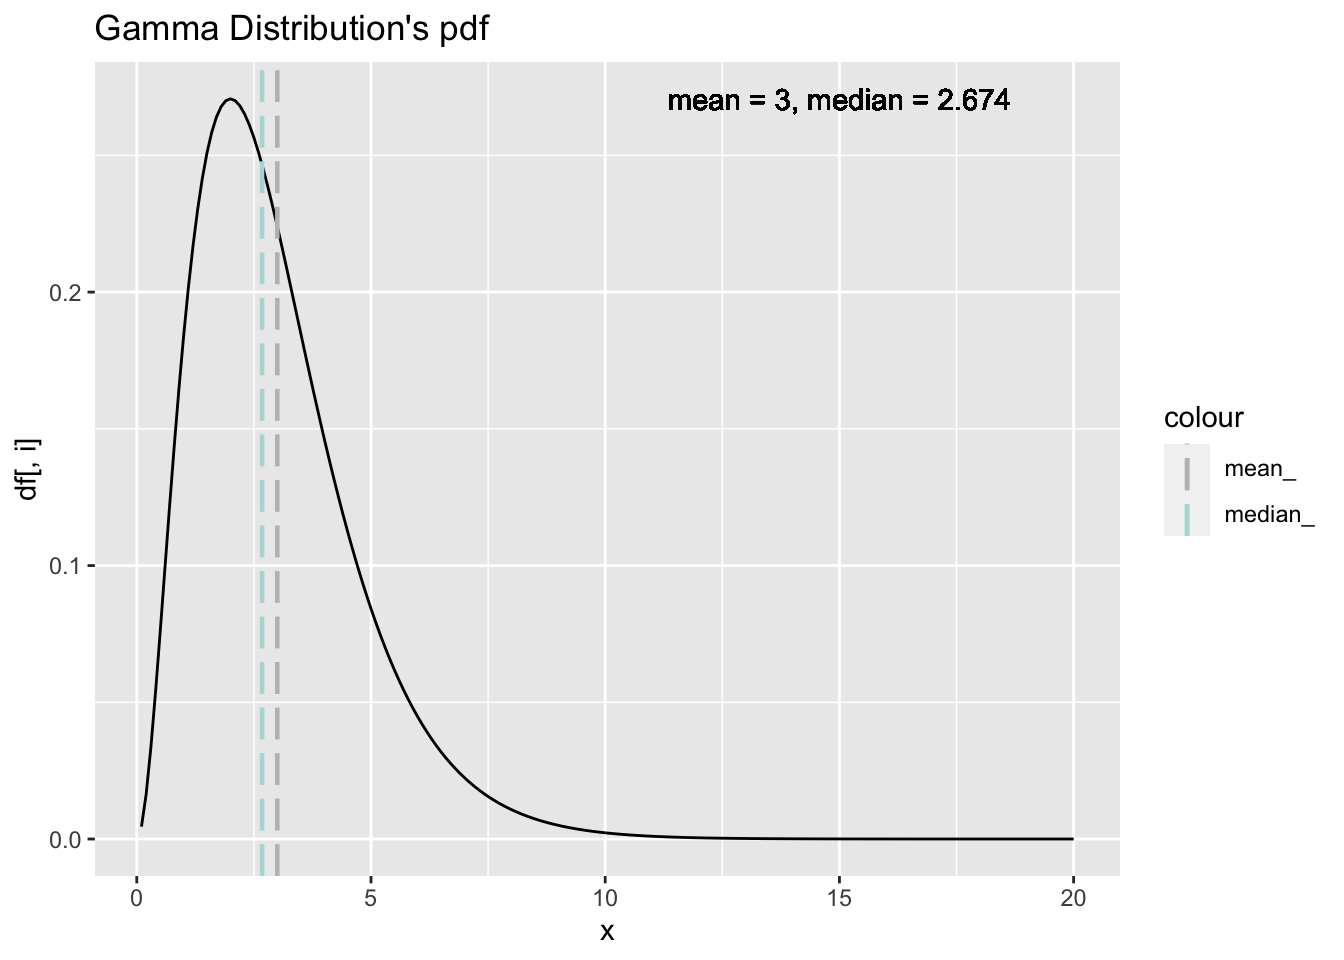 Gamma Distribution's pdf
mean = 3, median = 2.674
df[, i]
0.2
0.1
0.0
0 5 10 15 20
x
colour
mean_
median_